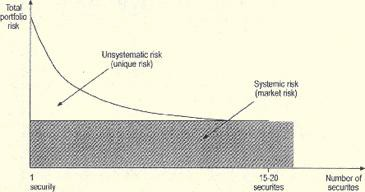 Total
portfolio
risk
Unsystematic risk
(unique risk)
Systemic risk
(market risk)
1
security
15-20
securites
Number of
securites